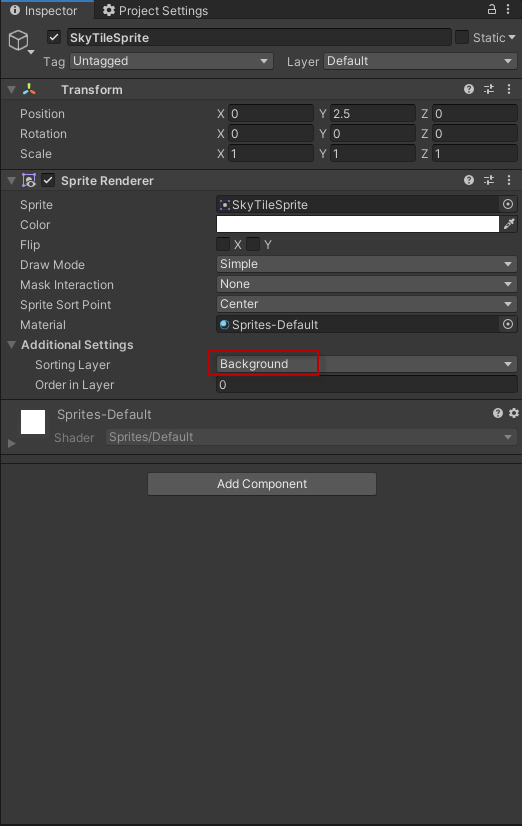 Inspector Project Settings
SkyTileSprite Static
Tag Untagged Layer Default
Transform
Position X 0 Y 2.5 Z 0
Rotation X 0 Y 0 Z 0
Scale X 1 Y 1 Z 1
Sprite Renderer
Sprite SkyTileSprite
Color
Flip X Y
Draw Mode Simple
Mask Interaction None
Sprite Sort Point Center
Material Sprites-Default
Additional Settings
Sorting Layer Background
Order in Layer 0
Sprites-Default
Shader Sprites/Default
Add Component